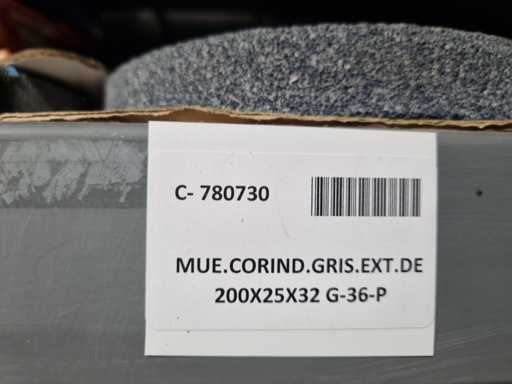 C- 780730
MUE.CORIND.GRIS.EXT.DE
200X25X32 G-36-P